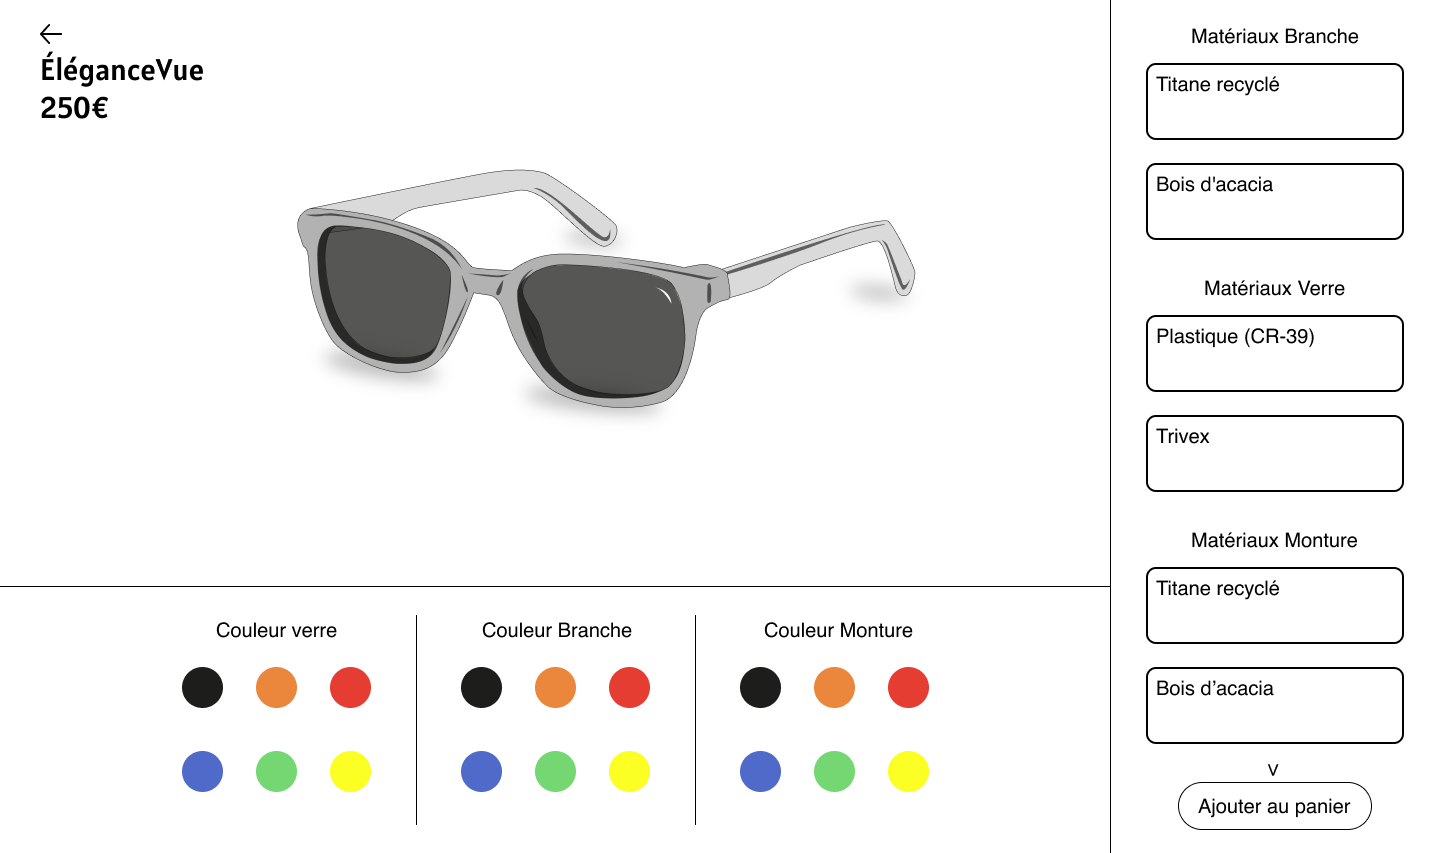 ÉléganceVue
250€
Matériaux Branche
Titane recyclé
Bois d'acacia
Matériaux Verre
Plastique (CR-39)
Trivex
Matériaux Monture
Titane recyclé
Bois d’acacia
V
Ajouter au panier
Couleur verre
Couleur Branche
Couleur Monture